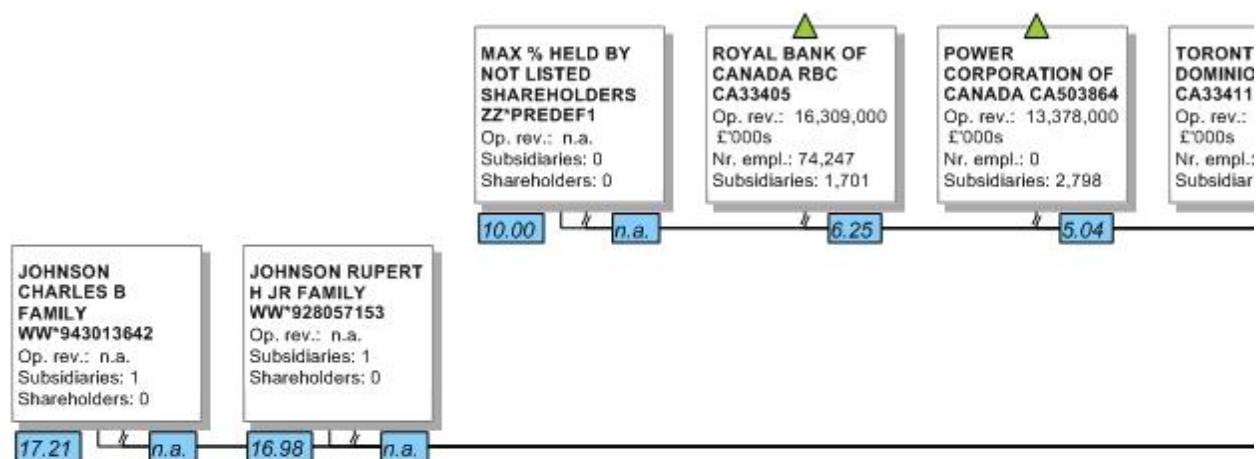 MAX % HELD BY
NOT LISTED
SHAREHOLDERS
ZZ*PREDEF1
Op. rev.: n.a.
Subsidiaries: 0
Shareholders: 0
10.00
n.a.
ROYAL BANK OF
CANADA RBC
CA33405
Op. rev.: 16,309,000
£'000s
Nr. empl.: 74,247
Subsidiaries: 1,701
6.25
POWER
CORPORATION OF
CANADA CA503864
Op. rev.: 13,378,000
£'000s
Nr. empl.: 0
Subsidiaries: 2,798
5.04
TORONT
DOMINIO
CA33411
Op. rev.:
£'000s
Nr. empl.:
Subsidiar
JOHNSON
CHARLES B
FAMILY
WW*943013642
Op. rev.: n.a.
Subsidiaries: 1
Shareholders: 0
17.21
n.a.
JOHNSON RUPERT
H JR FAMILY
WW*928057153
Op. rev.: n.a.
Subsidiaries: 1
Shareholders: 0
16.98
n.a.